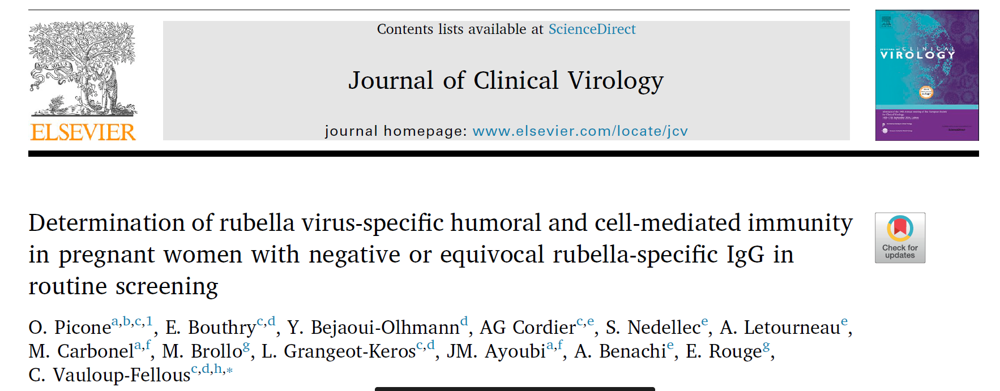 Contents lists available at ScienceDirect
Journal of Clinical Virology
journal homepage: www.elsevier.com/locate/jcv
NON SOLUS
ELSEVIER
JOURNAL OF CLINICAL
VIROLOGY
Determination of rubella virus-specific humoral and cell-mediated immunity
in pregnant women with negative or equivocal rubella-specific IgG in
routine screening
Check for
updates
O. Picone a,b,c,1, E. Bouthry c,d, Y. Bejaoui-Olhmann d, AG Cordier c,e, S. Nedellec e, A. Letourneau e,
M. Carbonel a,f, M. Brollo g, L. Grangeot-Keros c,d, JM. Ayoubi a,f, A. Benachi e, E. Rouge g,
C. Vauloup-Fellous c,d,h,*